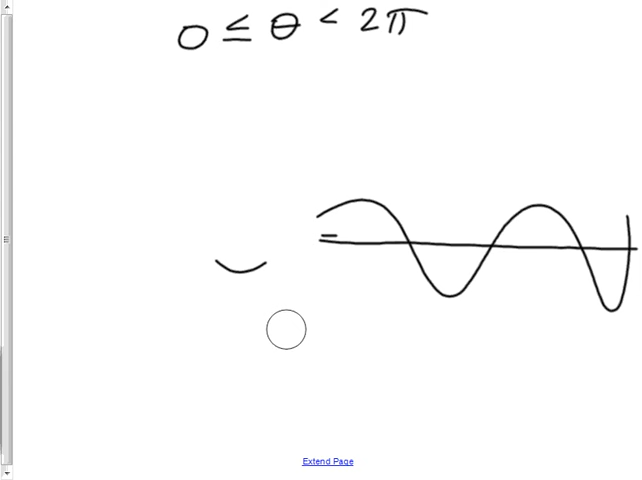 0 ≤ θ < 2π
Extend Page